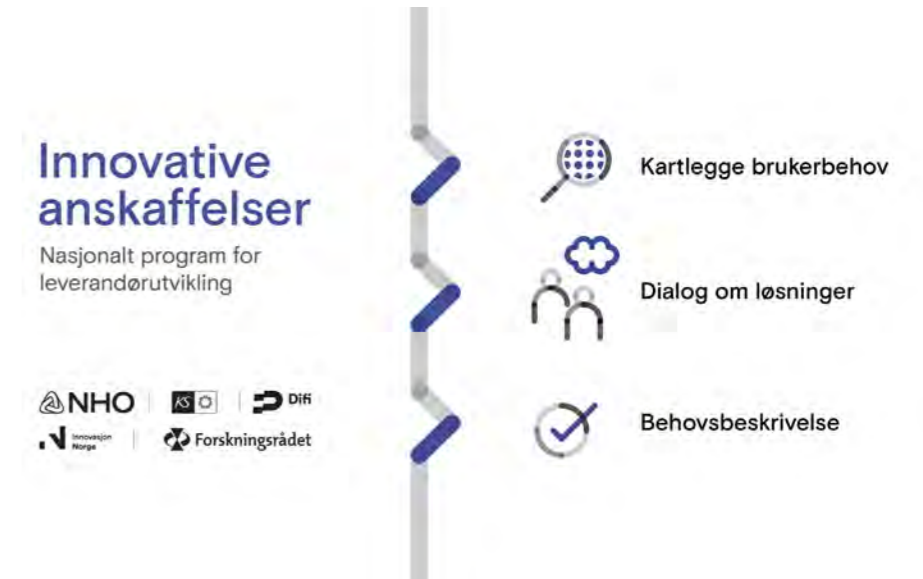 Innovative
anskaffelser
Nasjonalt program for
leverandørutvikling
NHO
KS
Difi
Innovasjon
Norge
Forskningsrådet
Kartlegge brukerbehov
Dialog om løsninger
Behovsbeskrivelse